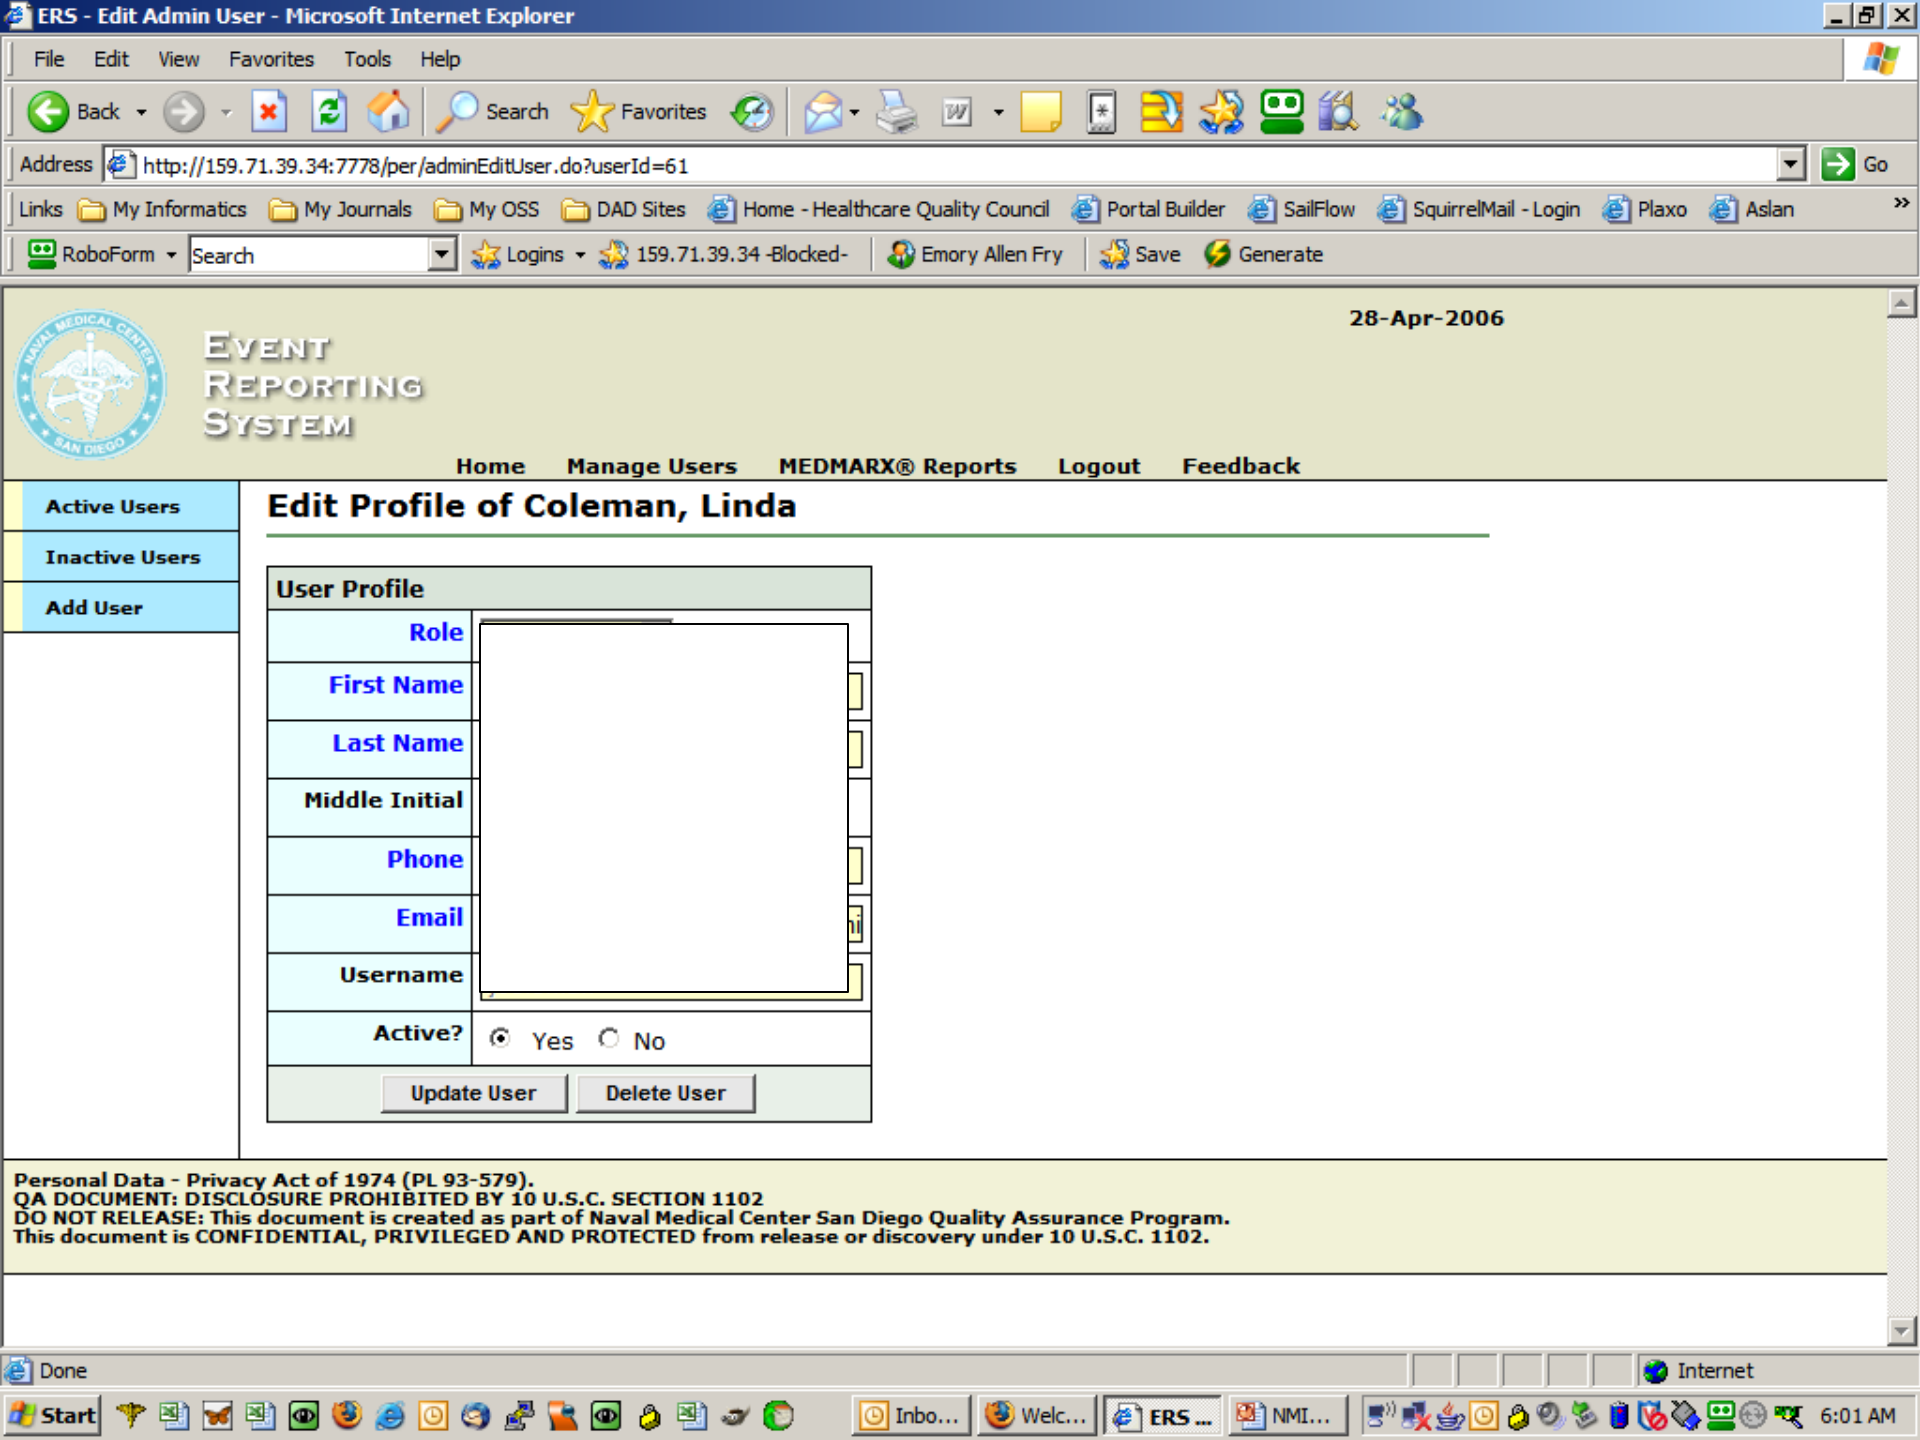 ERS - Edit Admin User - Microsoft Internet Explorer
File Edit View Favorites Tools Help
Back Search Favorites
Address http://159.71.39.34:7778/per/adminEditUser.do?userId=61 Go
Links My Informatics My Journals My OSS DAD Sites Home - Healthcare Quality Council Portal Builder SailFlow SquirrelMail - Login Plaxo Aslan »
RoboForm Search Logins 159.71.39.34 -Blocked- Emory Allen Fry Save Generate
28-Apr-2006
NAVAL MEDICAL CENTER
SAN DIEGO
EVENT
REPORTING
SYSTEM
Home Manage Users MEDMARX® Reports Logout Feedback
Active Users
Inactive Users
Add User
Edit Profile of Coleman, Linda
User Profile
Role
First Name
Last Name
Middle Initial
Phone
Email
Username
Active? Yes No
Update User Delete User
Personal Data - Privacy Act of 1974 (PL 93-579).
QA DOCUMENT: DISCLOSURE PROHIBITED BY 10 U.S.C. SECTION 1102
DO NOT RELEASE: This document is created as part of Naval Medical Center San Diego Quality Assurance Program.
This document is CONFIDENTIAL, PRIVILEGED AND PROTECTED from release or discovery under 10 U.S.C. 1102.
Done Internet
Start Inbo... Welc... ERS ... NMI... 6:01 AM